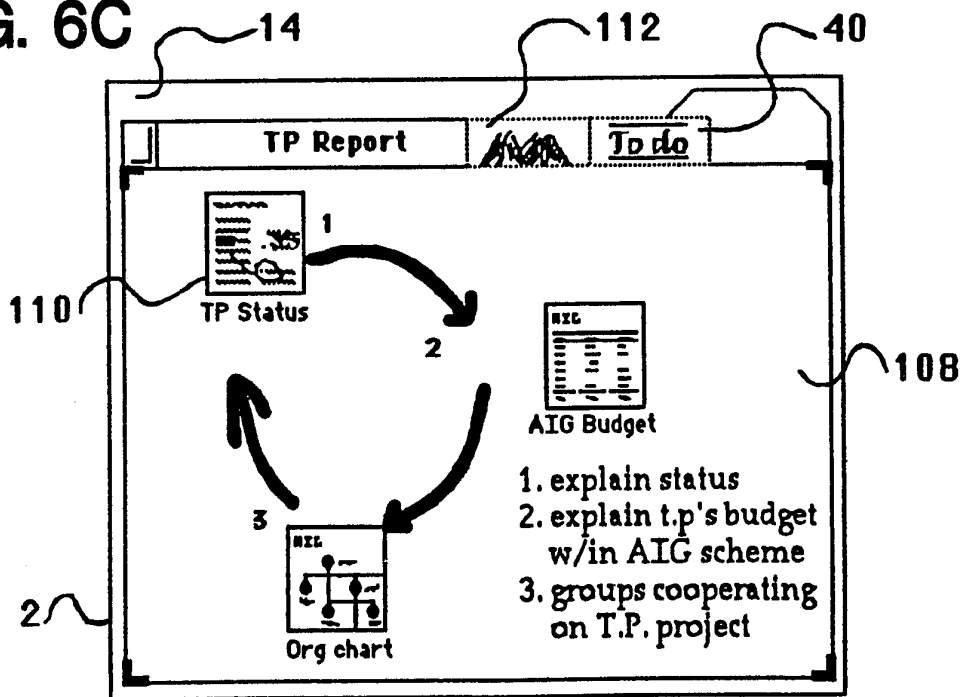 G. 6C
14
112
40
TP Report
To do
1
110
TP Status
2
108
AIG Budget
1. explain status
2. explain t.p's budget
w/in AIG scheme
3. groups cooperating
on T.P. project
3
2
Org chart